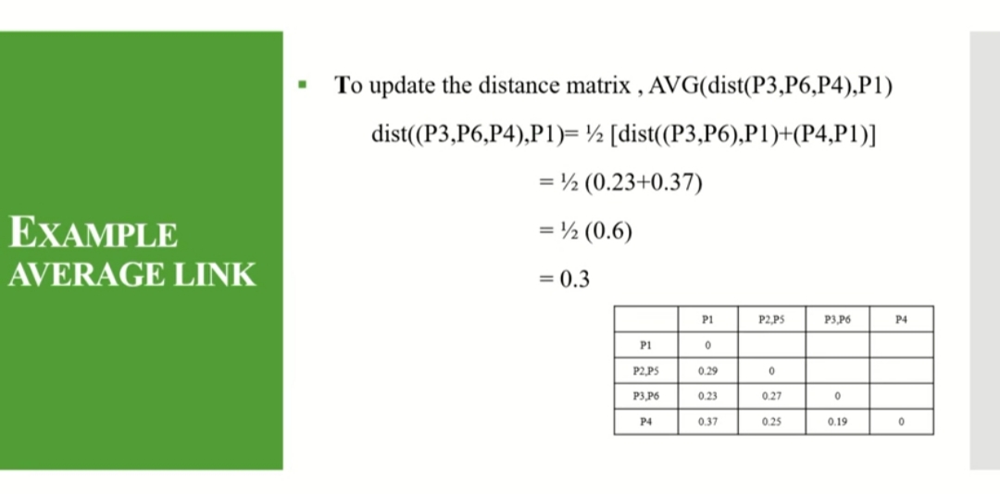 EXAMPLE
AVERAGE LINK
▪ To update the distance matrix , AVG(dist(P3,P6,P4),P1)
dist((P3,P6,P4),P1)= ½ [dist((P3,P6),P1)+(P4,P1)]
= ½ (0.23+0.37)
= ½ (0.6)
= 0.3
P1 P2,P5 P3,P6 P4
P1 0
P2,P5 0.29 0
P3,P6 0.23 0.27 0
P4 0.37 0.25 0.19 0